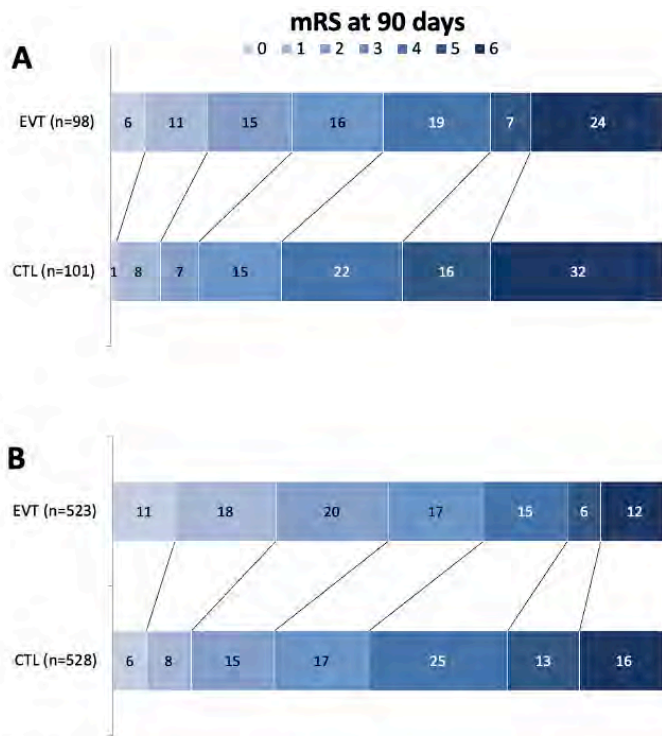 mRS at 90 days
0 1 2 3 4 5 6
A
EVT (n=98) 6 11 15 16 19 7 24
CTL (n=101) 1 8 7 15 22 16 32
B
EVT (n=523) 11 18 20 17 15 6 12
CTL (n=528) 6 8 15 17 25 13 16